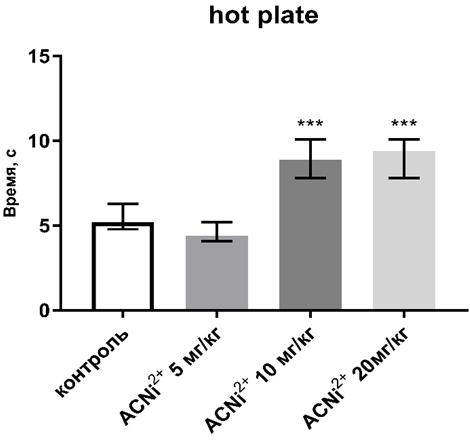 hot plate
Время, с
15
10
5
0
***
***
контроль
ACNi²⁺ 5 мг/кг
ACNi²⁺ 10 мг/кг
ACNi²⁺ 20мг/кг